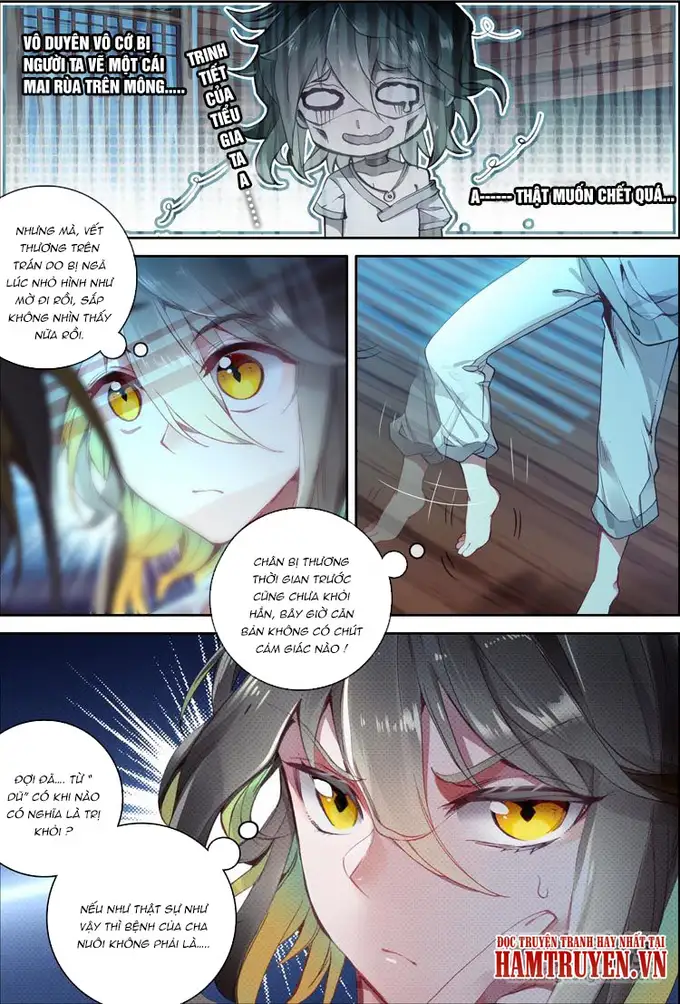 VÔ DUYÊN VÔ CỚ BỊ
NGƯỜI TA VẼ MỘT CÁI
MAI RÙA TRÊN MÔNG.....
TRINH
TIẾT
CỦA
TIỂU
GIA TA
A......
A------ THẬT MUỐN CHẾT QUÁ...
NHƯNG MÀ, VẾT
THƯƠNG TRÊN
TRÁN DO BỊ NGÃ
LÚC NHỎ HÌNH NHƯ
MỜ ĐI RỒI, SẮP
KHÔNG NHÌN THẤY
NỮA RỒI.
CHÂN BỊ THƯƠNG
THỜI GIAN TRƯỚC
CŨNG CHƯA KHỎI
HẲN, BÂY GIỜ CĂN
BẢN KHÔNG CÓ CHÚT
CẢM GIÁC NÀO !
ĐỢI ĐÃ.... TỪ "
DŨ" CÓ KHI NÀO
CÓ NGHĨA LÀ TRỊ
KHỎI ?
NẾU NHƯ THẬT SỰ NHƯ
VẬY THÌ BỆNH CỦA CHA
NUÔI KHÔNG PHẢI LÀ.....
ĐỌC TRUYỆN TRANH HAY NHẤT TẠI
HAMTRUYEN.VN